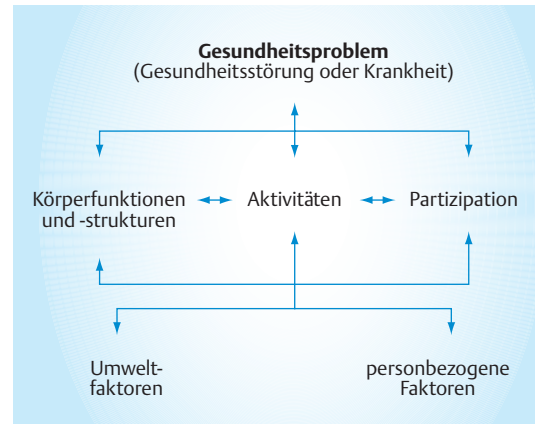 Gesundheitsproblem
(Gesundheitsstörung oder Krankheit)
Körperfunktionen
und -strukturen
Aktivitäten
Partizipation
Umwelt-
faktoren
personbezogene
Faktoren